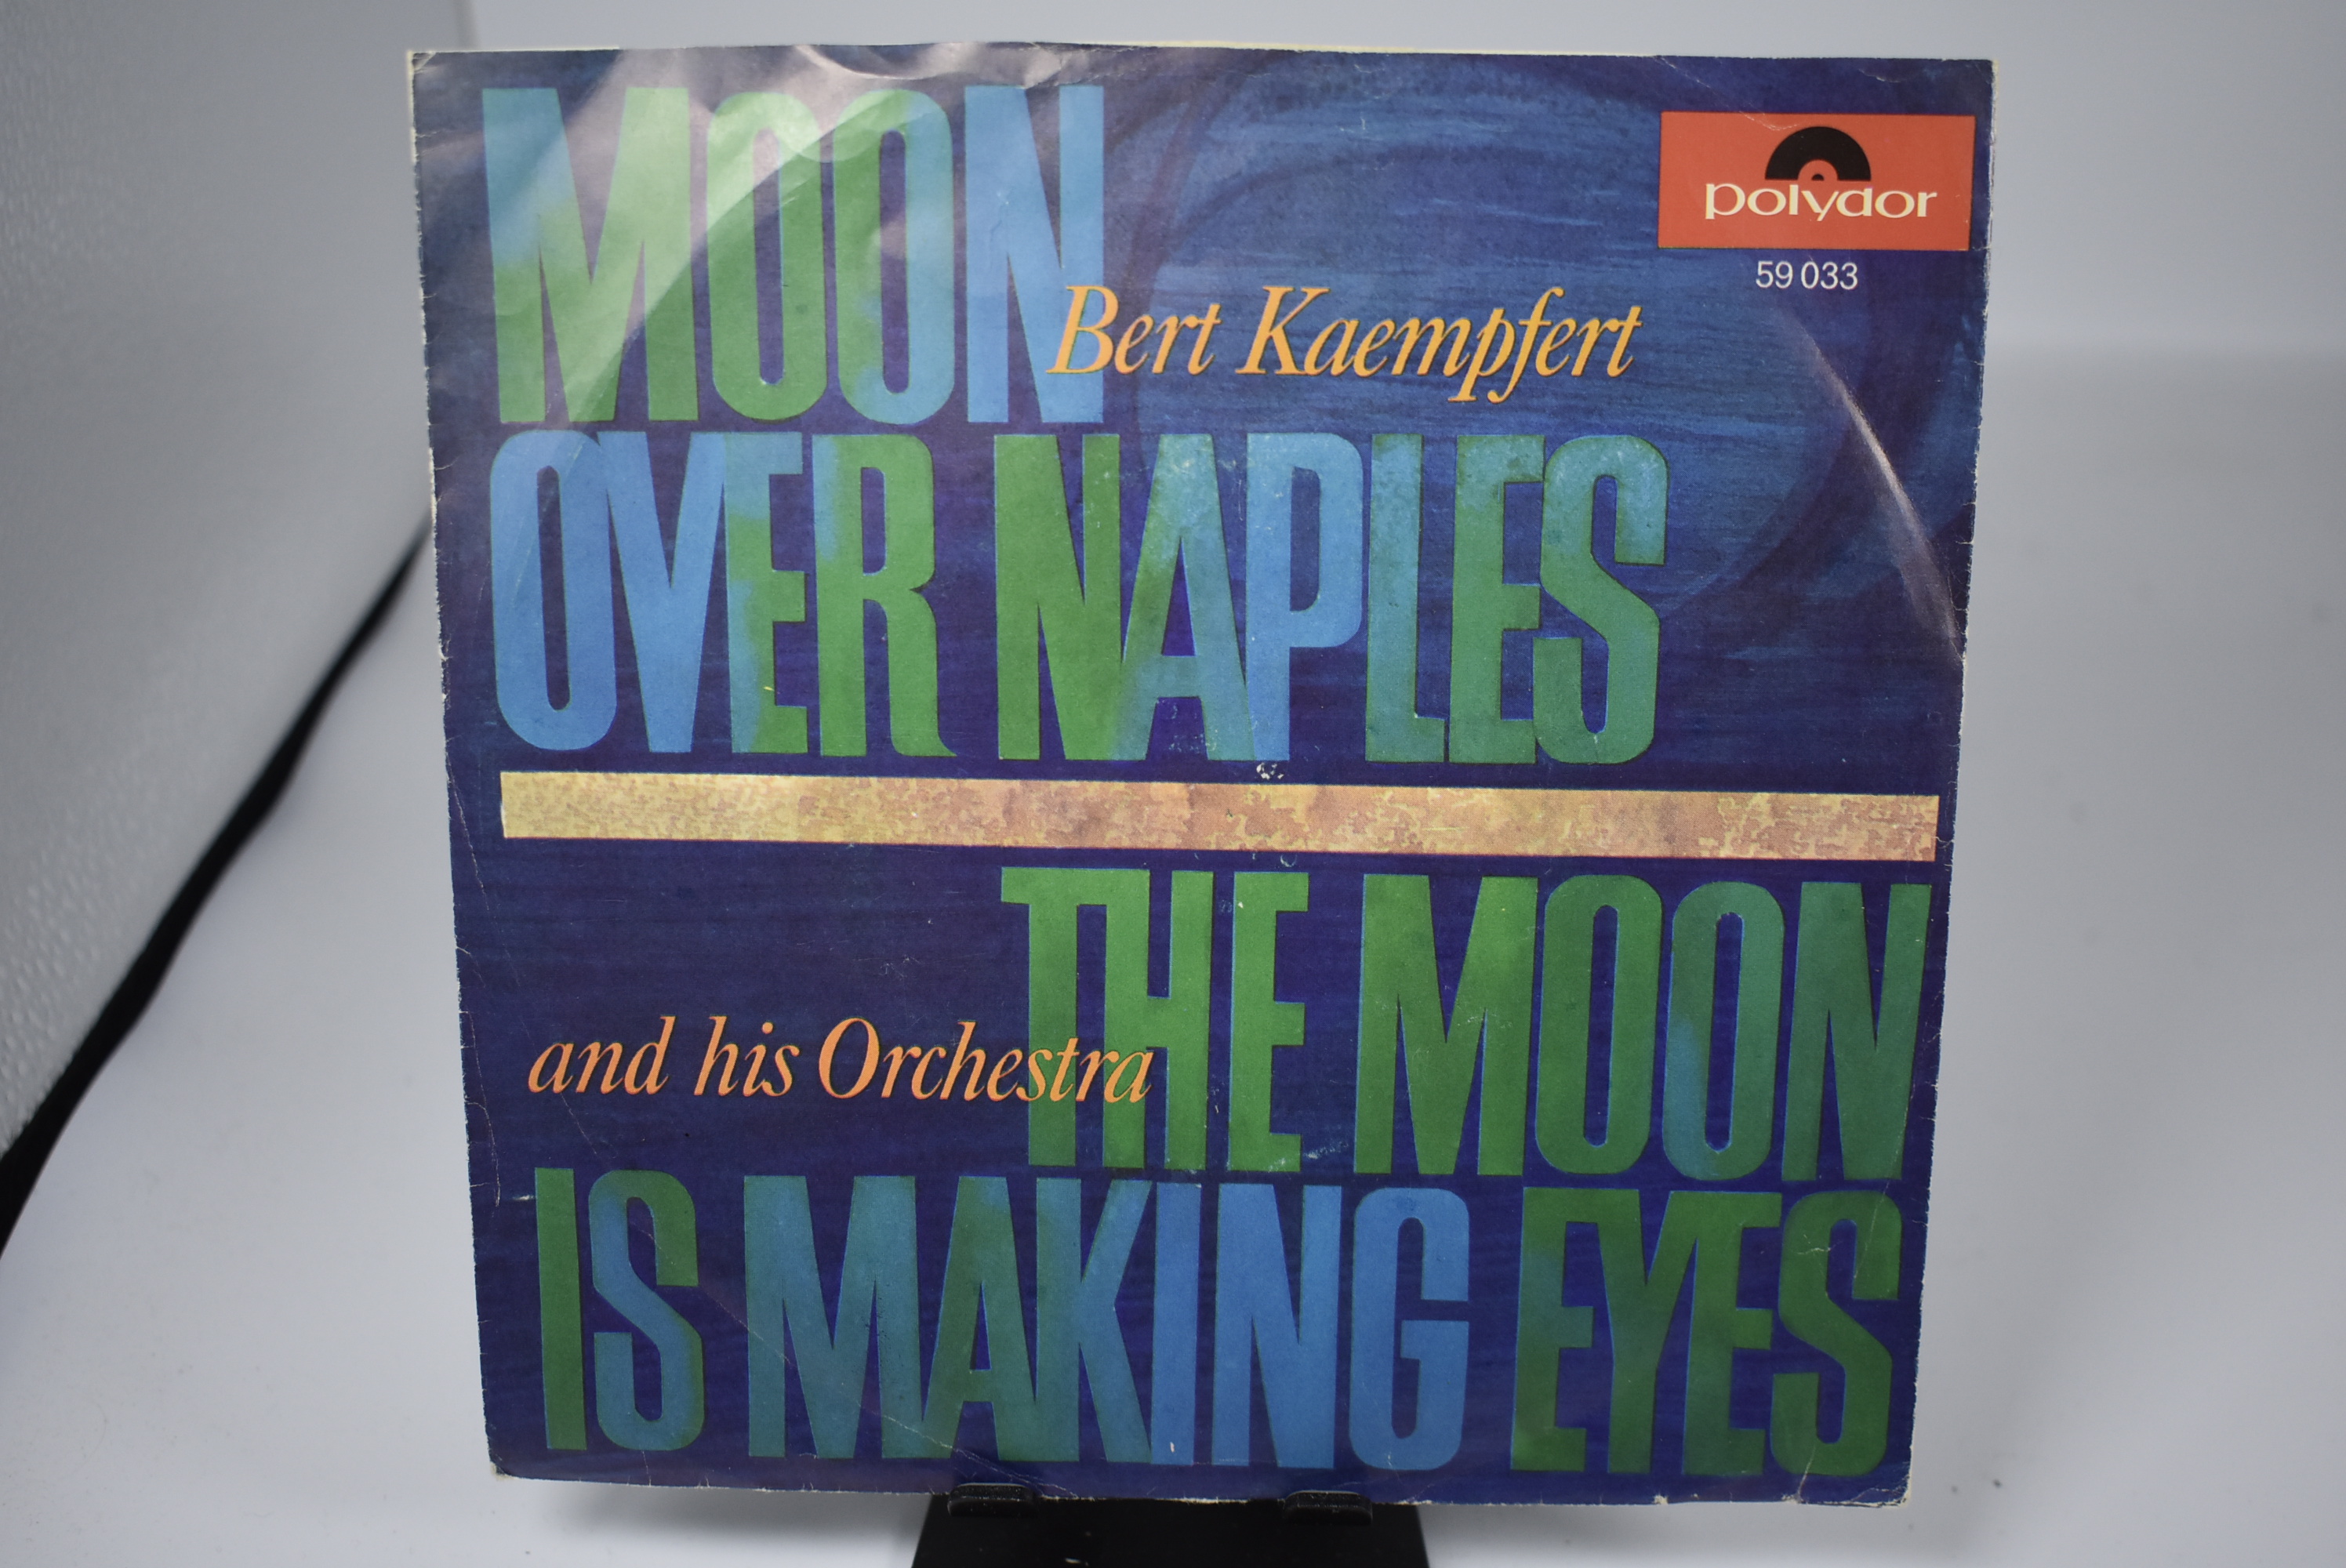 MOON
polydor
59 033
Bert Kaempfert
OVER NAPLES
THE MOON
and his Orchestra
IS MAKING EYES